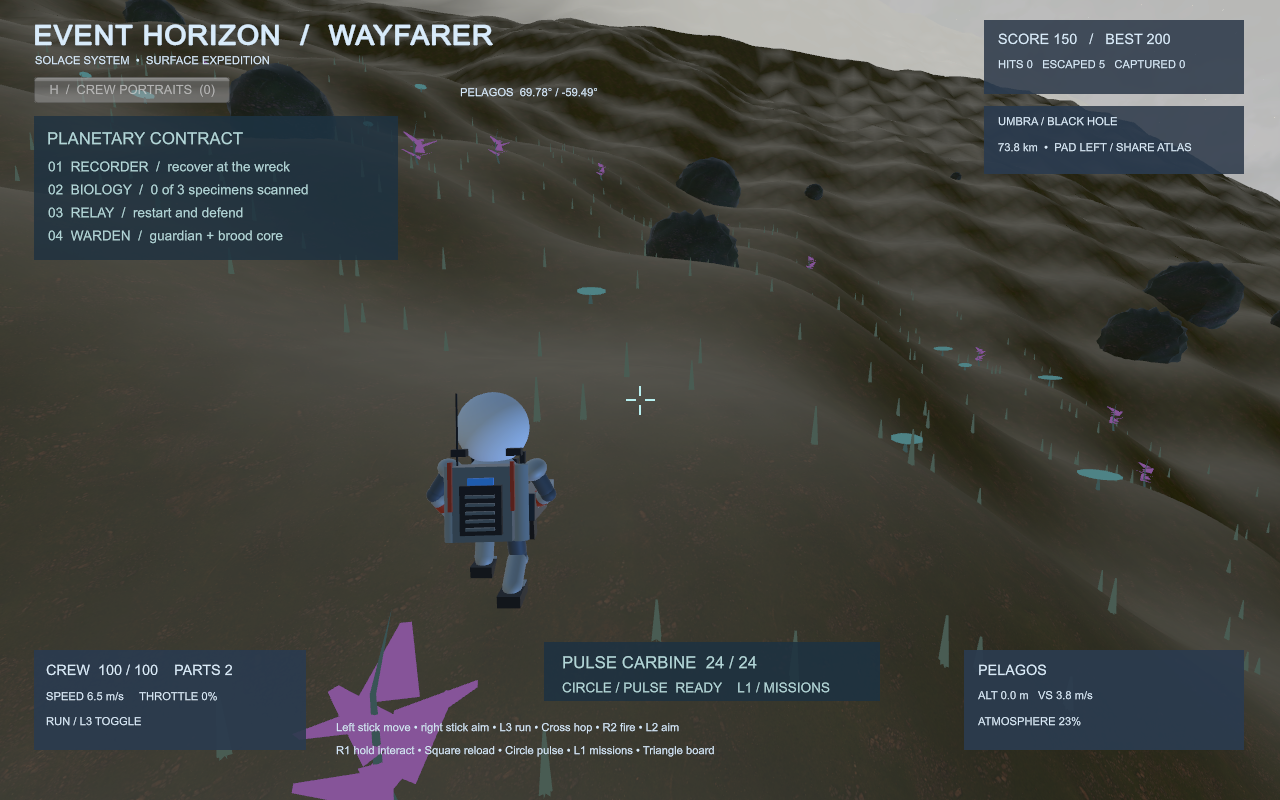 EVENT HORIZON / WAYFARER
SOLACE SYSTEM • SURFACE EXPEDITION
H / CREW PORTRAITS (0)
PELAGOS 69.78° / -59.49°
SCORE 150 / BEST 200
HITS 0 ESCAPED 5 CAPTURED 0
UMBRA / BLACK HOLE
73.8 km • PAD LEFT / SHARE ATLAS
PLANETARY CONTRACT
01 RECORDER / recover at the wreck
02 BIOLOGY / 0 of 3 specimens scanned
03 RELAY / restart and defend
04 WARDEN / guardian + brood core
CREW 100 / 100 PARTS 2
SPEED 6.5 m/s THROTTLE 0%
RUN / L3 TOGGLE
PULSE CARBINE 24 / 24
CIRCLE / PULSE READY L1 / MISSIONS
Left stick move • right stick aim • L3 run • Cross hop • R2 fire • L2 aim
R1 hold interact • Square reload • Circle pulse • L1 missions • Triangle board
PELAGOS
ALT 0.0 m VS 3.8 m/s
ATMOSPHERE 23%